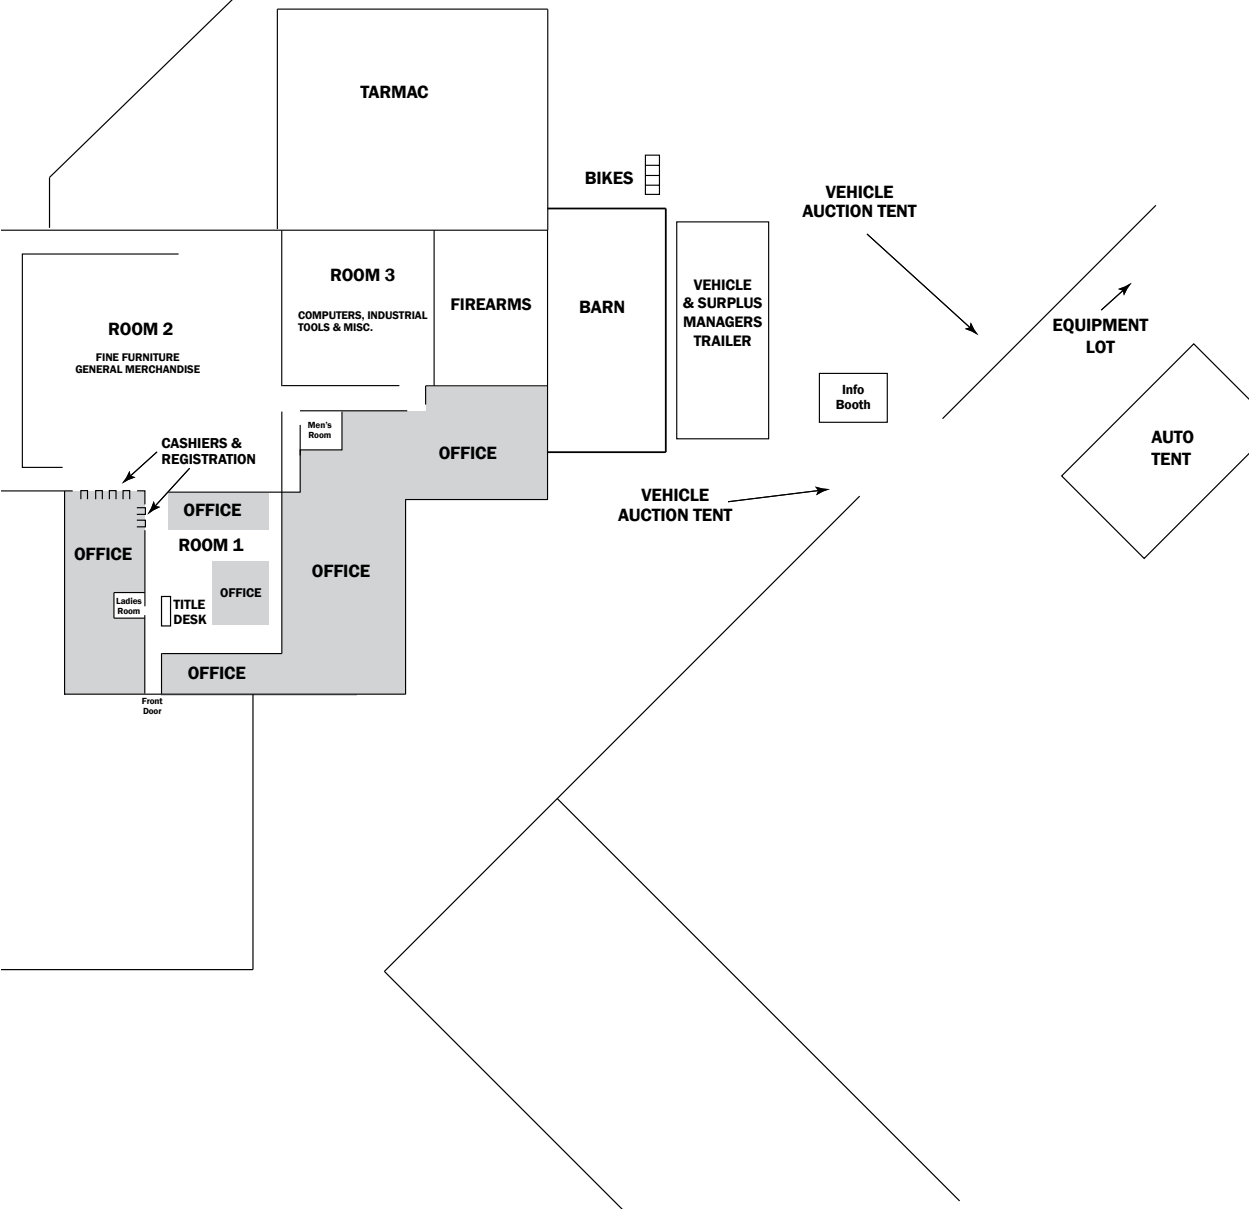 TARMAC
BIKES
VEHICLE
AUCTION TENT
ROOM 3
COMPUTERS, INDUSTRIAL
TOOLS & MISC.
FIREARMS
BARN
VEHICLE
& SURPLUS
MANAGERS
TRAILER
EQUIPMENT
LOT
ROOM 2
FINE FURNITURE
GENERAL MERCHANDISE
Info
Booth
Men's
Room
CASHIERS &
REGISTRATION
OFFICE
AUTO
TENT
VEHICLE
AUCTION TENT
OFFICE
ROOM 1
OFFICE
OFFICE
OFFICE
Ladies
Room
TITLE
DESK
OFFICE
Front
Door